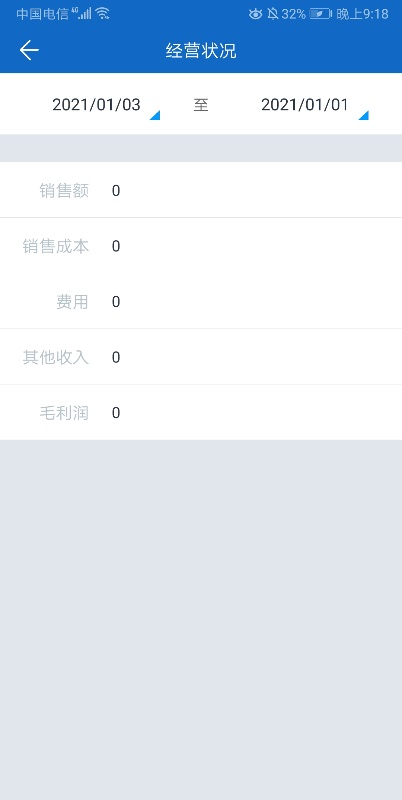 中国电信 4G 32% 晚上9:18
经营状况
2021/01/03 至 2021/01/01
销售额 0
销售成本 0
费用 0
其他收入 0
毛利润 0